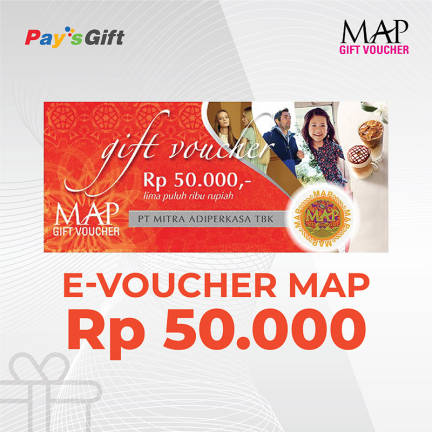 Pay's Gift
MAP
GIFT VOUCHER
gift voucher
Rp 50.000,-
lima puluh ribu rupiah
MAP
GIFT VOUCHER
PT MITRA ADIPERKASA TBK
MAP
E-VOUCHER MAP
Rp 50.000